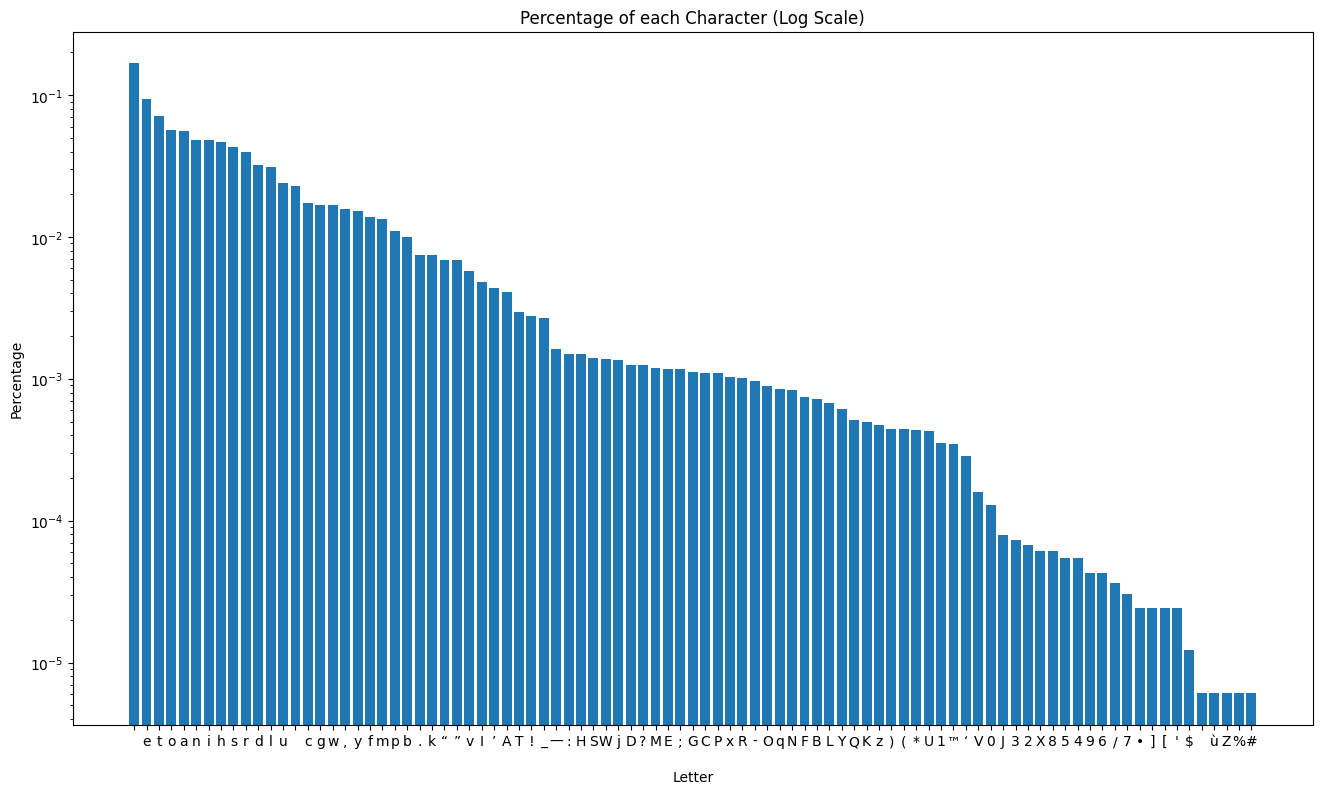 Percentage of each Character (Log Scale)
Percentage
10⁻¹
10⁻²
10⁻³
10⁻⁴
10⁻⁵
e t o a n i h s r d l u c g w , y f m p b . k “ ” v I ’ A T ! _ — : H S W j D ? M E ; G C P x R - O q N F B L Y Q K z ) ( * U 1 ™ ‘ V 0 J 3 2 X 8 5 4 9 6 / 7 • ] [ ' $ ù Z % #
Letter